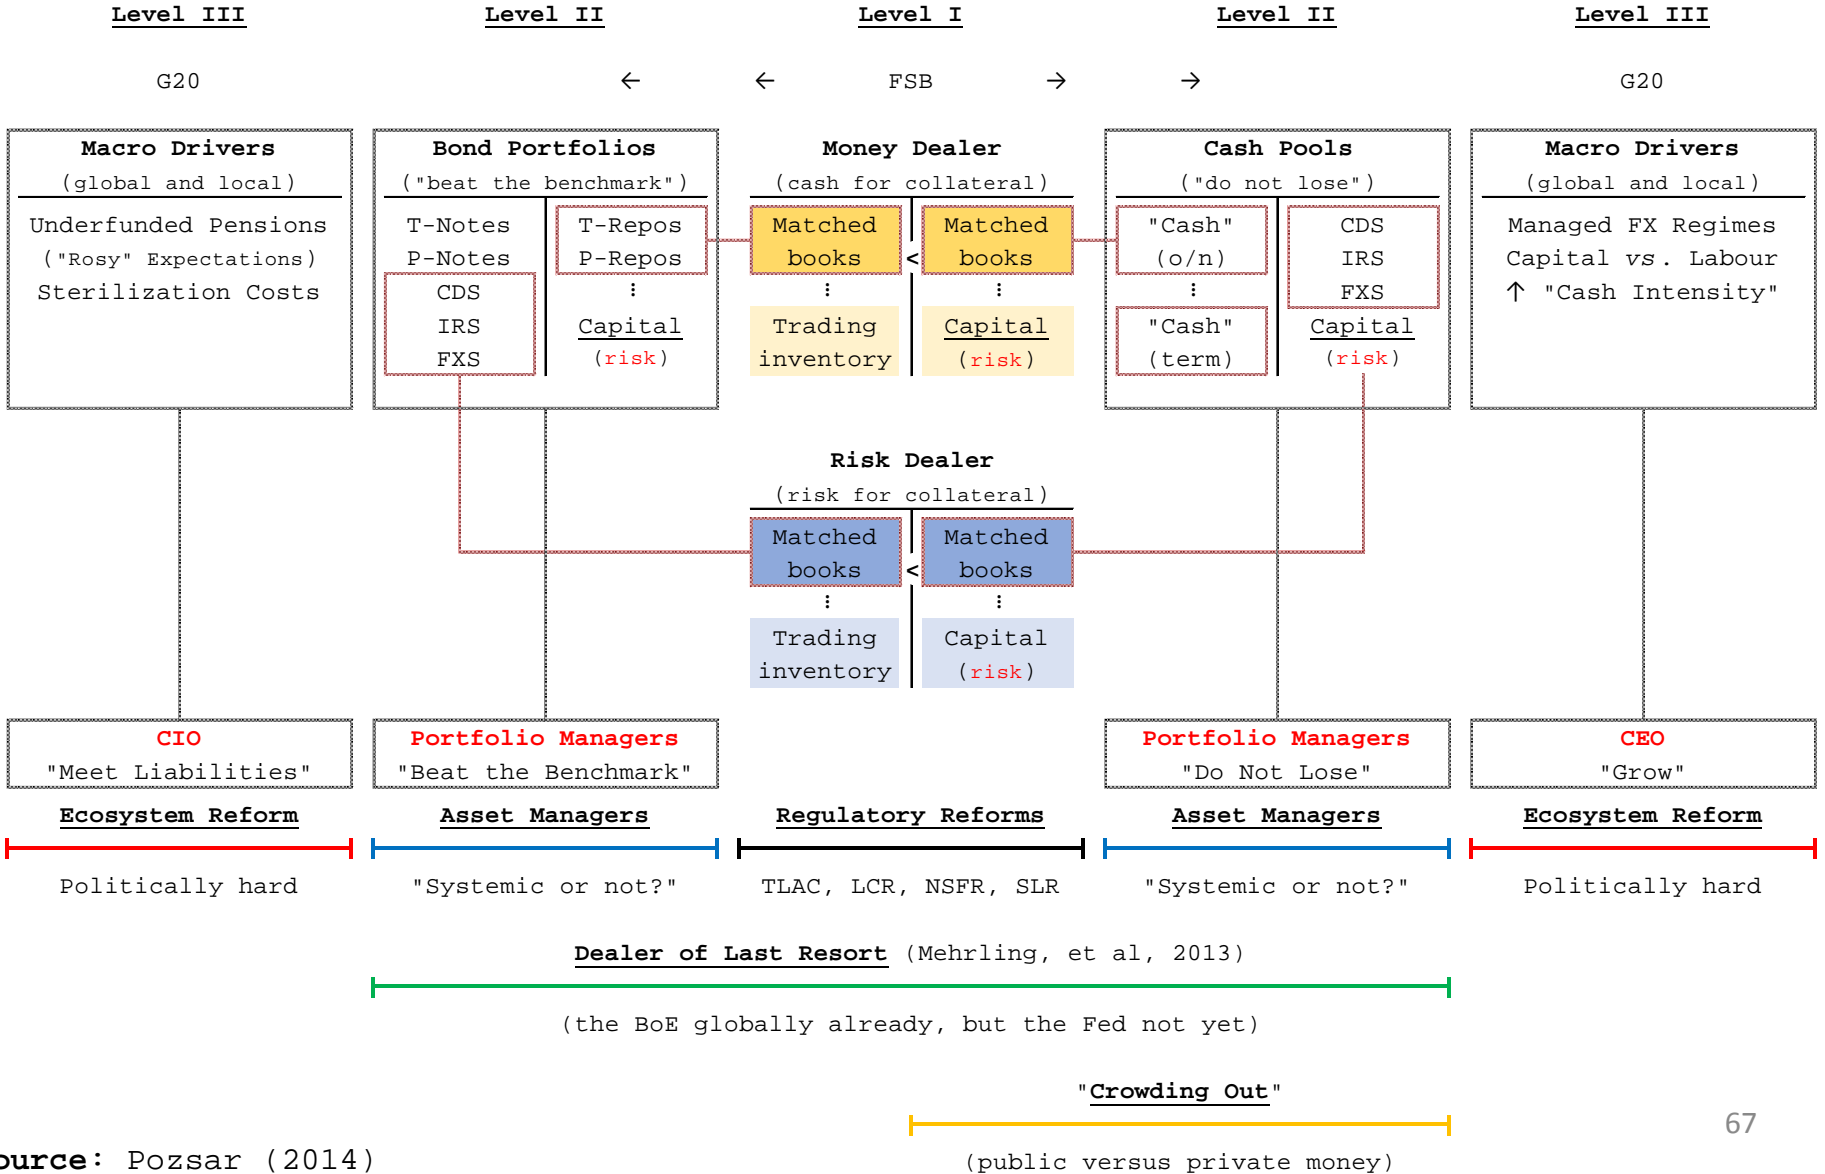 Level III
Level II
Level I
Level II
Level III
G20
← ← FSB → →
G20
Macro Drivers
(global and local)
Underfunded Pensions
("Rosy" Expectations)
Sterilization Costs
Bond Portfolios
("beat the benchmark")
T-Notes
P-Notes
CDS
IRS
FXS
T-Repos
P-Repos
⋮
Capital
(risk)
Money Dealer
(cash for collateral)
Matched
books
⋮
Trading
inventory
<
Matched
books
⋮
Capital
(risk)
Cash Pools
("do not lose")
"Cash"
(o/n)
⋮
"Cash"
(term)
CDS
IRS
FXS
Capital
(risk)
Macro Drivers
(global and local)
Managed FX Regimes
Capital vs. Labour
↑ "Cash Intensity"
Risk Dealer
(risk for collateral)
Matched
books
⋮
Trading
inventory
<
Matched
books
⋮
Capital
(risk)
CIO
"Meet Liabilities"
Portfolio Managers
"Beat the Benchmark"
Portfolio Managers
"Do Not Lose"
CEO
"Grow"
Ecosystem Reform
Asset Managers
Regulatory Reforms
Asset Managers
Ecosystem Reform
Politically hard
"Systemic or not?"
TLAC, LCR, NSFR, SLR
"Systemic or not?"
Politically hard
Dealer of Last Resort (Mehrling, et al, 2013)
(the BoE globally already, but the Fed not yet)
"Crowding Out"
(public versus private money)
67
ource: Pozsar (2014)